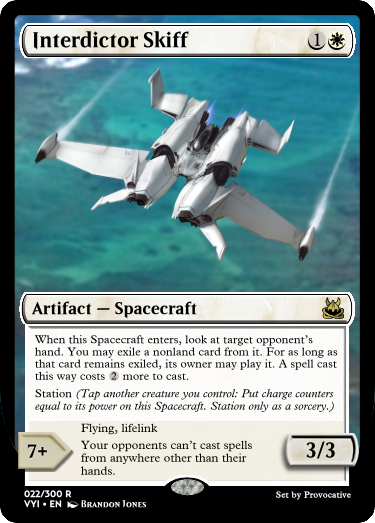 Interdictor Skiff 1
Artifact — Spacecraft
When this Spacecraft enters, look at target opponent's
hand. You may exile a nonland card from it. For as long as
that card remains exiled, its owner may play it. A spell cast
this way costs 2 more to cast.
Station (Tap another creature you control: Put charge counters
equal to its power on this Spacecraft. Station only as a sorcery.)
7+
Flying, lifelink
Your opponents can't cast spells
from anywhere other than their
hands.
3/3
022/300 R
VYI • EN Brandon Jones
Set by Provocative